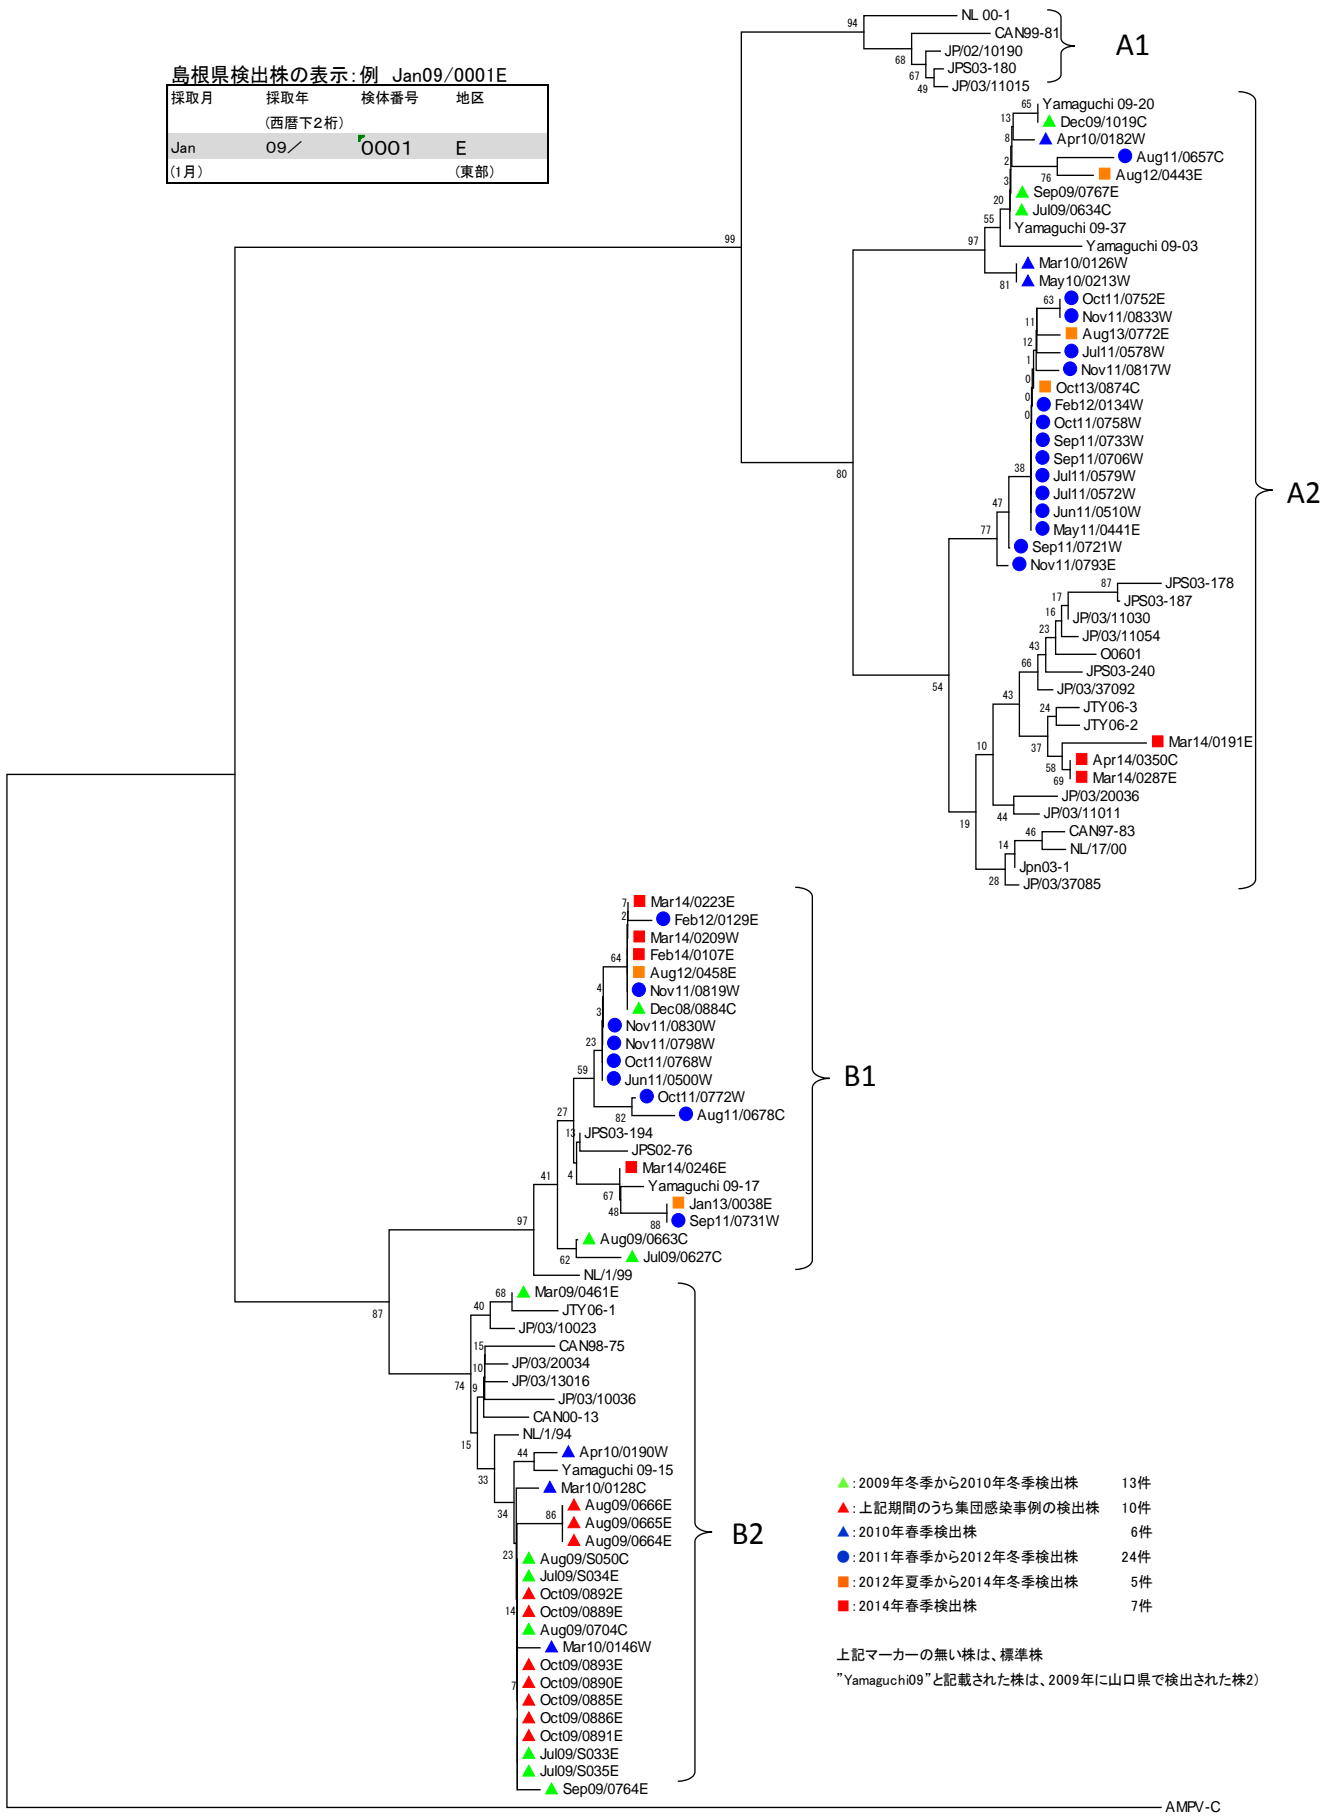 島根県検出株の表示：例 Jan09/0001E
採取月 採取年 検体番号 地区
(西暦下2桁)
Jan 09／ 0001 E
(1月) (東部)
NL 00-1
94
CAN99-81
A1
JP/02/10190
68
JPS03-180
67
JP/03/11015
49
Yamaguchi 09-20
65
Dec09/1019C
13
Apr10/0182W
8
Aug11/0657C
2
Aug12/0443E
76
Sep09/0767E
3
Jul09/0634C
20
Yamaguchi 09-37
55
99
97
Yamaguchi 09-03
Mar10/0126W
May10/0213W
81
Oct11/0752E
63
Nov11/0833W
11
Aug13/0772E
12
Jul11/0578W
1
Nov11/0817W
0
Oct13/0874C
0
Feb12/0134W
0
Oct11/0758W
Sep11/0733W
Sep11/0706W
38
80
Jul11/0579W
Jul11/0572W
A2
47
Jun11/0510W
77
May11/0441E
Sep11/0721W
Nov11/0793E
87
JPS03-178
17
JPS03-187
16
JP/03/11030
23
JP/03/11054
43
O0601
66
JPS03-240
54
JP/03/37092
43
24
JTY06-3
JTY06-2
10
37
Mar14/0191E
58
Apr14/0350C
69
Mar14/0287E
JP/03/20036
19
44
JP/03/11011
46
CAN97-83
14
NL/17/00
Jpn03-1
28
JP/03/37085
7
Mar14/0223E
2
Feb12/0129E
Mar14/0209W
64
Feb14/0107E
Aug12/0458E
4
Nov11/0819W
3
Dec08/0884C
Nov11/0830W
23
Nov11/0798W
Oct11/0768W
59
Jun11/0500W
B1
Oct11/0772W
27
82
Aug11/0678C
13
JPS03-194
JPS02-76
41
4
Mar14/0246E
67
Yamaguchi 09-17
48
Jan13/0038E
97
88
Sep11/0731W
Aug09/0663C
62
Jul09/0627C
NL/1/99
68
Mar09/0461E
87
40
JTY06-1
JP/03/10023
15
CAN98-75
10
JP/03/20034
74
9
JP/03/13016
JP/03/10036
CAN00-13
15
NL/1/94
44
Apr10/0190W
33
Yamaguchi 09-15
Mar10/0128C
34
Aug09/0666E
86
Aug09/0665E
B2
Aug09/0664E
23
Aug09/S050C
Jul09/S034E
Oct09/0892E
14
Oct09/0889E
Aug09/0704C
Mar10/0146W
Oct09/0893E
7
Oct09/0890E
Oct09/0885E
Oct09/0886E
Oct09/0891E
Jul09/S033E
Jul09/S035E
Sep09/0764E
AMPV-C
▲：2009年冬季から2010年冬季検出株 13件
▲：上記期間のうち集団感染事例の検出株 10件
▲：2010年春季検出株 6件
●：2011年春季から2012年冬季検出株 24件
■：2012年夏季から2014年冬季検出株 5件
■：2014年春季検出株 7件
上記マーカーの無い株は、標準株
”Yamaguchi09”と記載された株は、2009年に山口県で検出された株2）